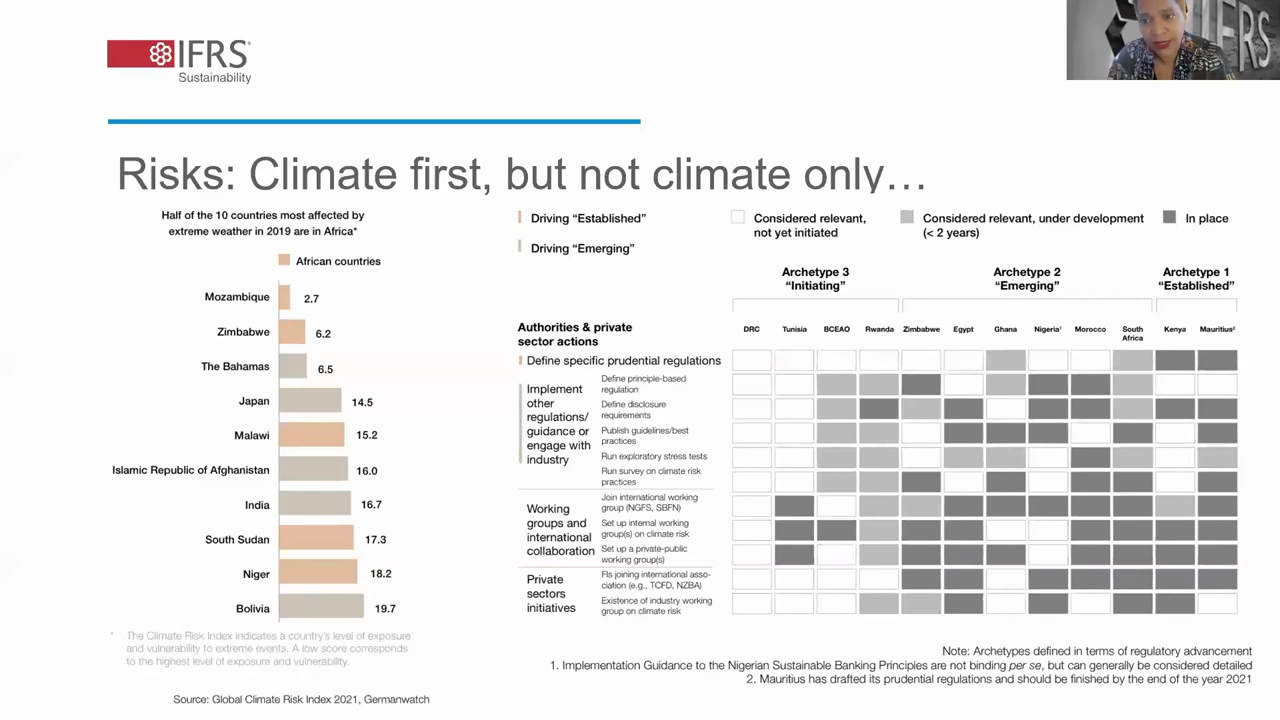 IFRS
Sustainability
IFRS
Risks: Climate first, but not climate only…
Half of the 10 countries most affected by
extreme weather in 2019 are in Africa*
African countries
Mozambique 2.7
Zimbabwe 6.2
The Bahamas 6.5
Japan 14.5
Malawi 15.2
Islamic Republic of Afghanistan 16.0
India 16.7
South Sudan 17.3
Niger 18.2
Bolivia 19.7
* The Climate Risk Index indicates a country's level of exposure
and vulnerability to extreme events. A low score corresponds
to the highest level of exposure and vulnerability.
Source: Global Climate Risk Index 2021, Germanwatch
Driving “Established”
Driving “Emerging”
Considered relevant,
not yet initiated
Considered relevant, under development
(< 2 years)
In place
Archetype 3
“Initiating”
Archetype 2
“Emerging”
Archetype 1
“Established”
DRC Tunisia BCEAO Rwanda Zimbabwe Egypt Ghana Nigeria¹ Morocco South Africa Kenya Mauritius²
Authorities & private
sector actions
Define specific prudential regulations
Implement
other
regulations/
guidance or
engage with
industry
Define principle-based
regulation
Define disclosure
requirements
Publish guidelines/best
practices
Run exploratory stress tests
Run survey on climate risk
practices
Working
groups and
international
collaboration
Join international working
group (NGFS, SBFN)
Set up internal working
group(s) on climate risk
Set up a private-public
working group(s)
Private
sectors
initiatives
FIs joining international asso-
ciation (e.g., TCFD, NZBA)
Existence of industry working
group on climate risk
Note: Archetypes defined in terms of regulatory advancement
1. Implementation Guidance to the Nigerian Sustainable Banking Principles are not binding per se, but can generally be considered detailed
2. Mauritius has drafted its prudential regulations and should be finished by the end of the year 2021